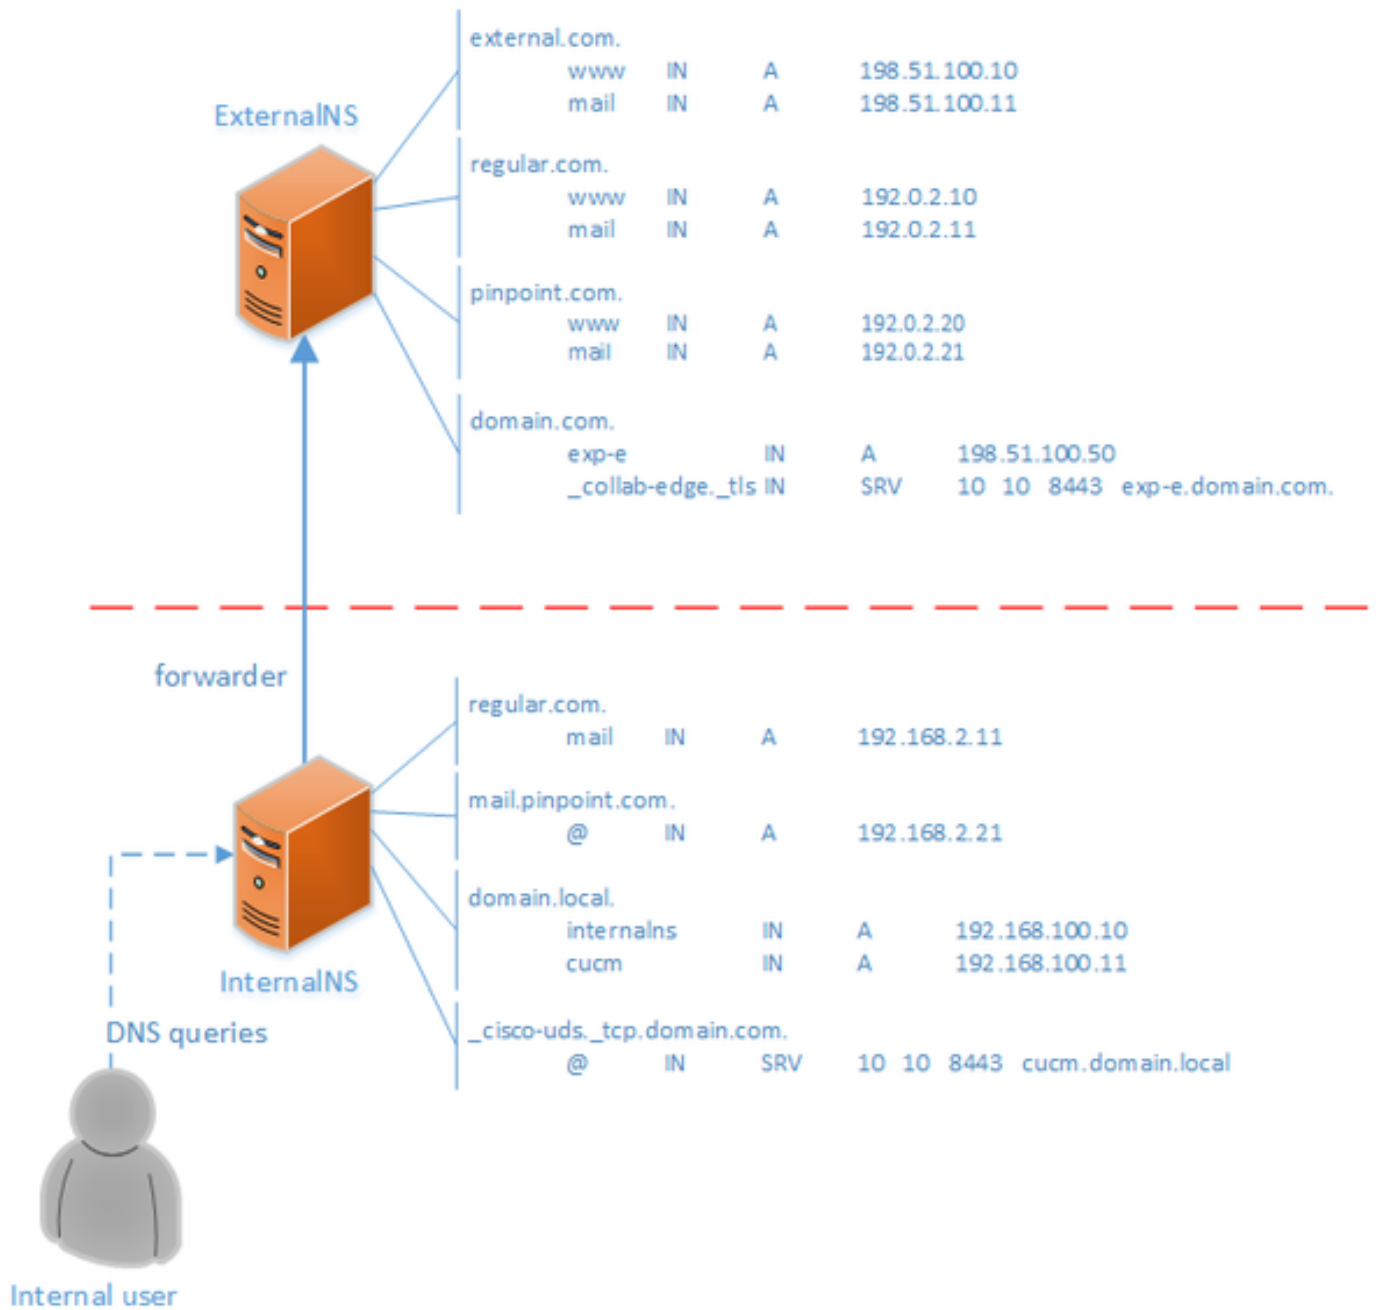 ExternalNS
external.com.
www IN A 198.51.100.10
mail IN A 198.51.100.11
regular.com.
www IN A 192.0.2.10
mail IN A 192.0.2.11
pinpoint.com.
www IN A 192.0.2.20
mail IN A 192.0.2.21
domain.com.
exp-e IN A 198.51.100.50
_collab-edge._tls IN SRV 10 10 8443 exp-e.domain.com.
forwarder
regular.com.
mail IN A 192.168.2.11
mail.pinpoint.com.
@ IN A 192.168.2.21
domain.local.
internalns IN A 192.168.100.10
cucm IN A 192.168.100.11
InternalNS
_cisco-uds._tcp.domain.com.
@ IN SRV 10 10 8443 cucm.domain.local
DNS queries
Internal user